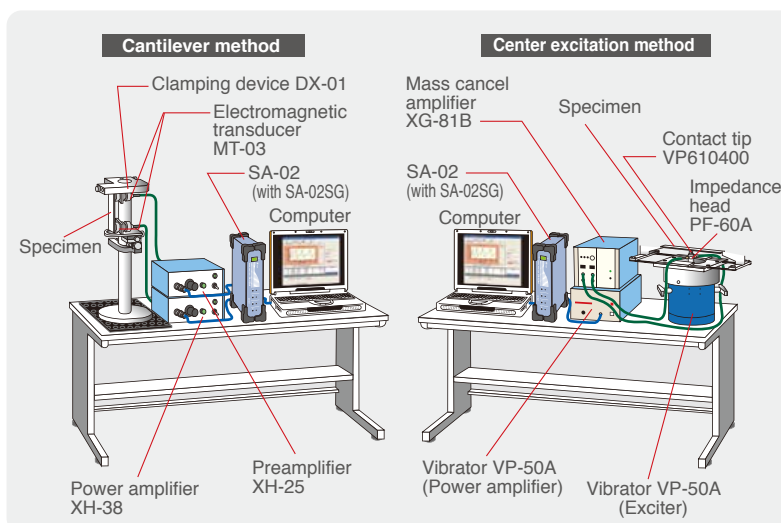 Cantilever method
Clamping device DX-01
Electromagnetic
transducer
MT-03
SA-02
(with SA-02SG)
Computer
Specimen
Power amplifier
XH-38
Preamplifier
XH-25
Center excitation method
Mass cancel
amplifier
XG-81B
Specimen
Contact tip
VP610400
SA-02
(with SA-02SG)
Impedance
head
PF-60A
Computer
Vibrator VP-50A
(Power amplifier)
Vibrator VP-50A
(Exciter)